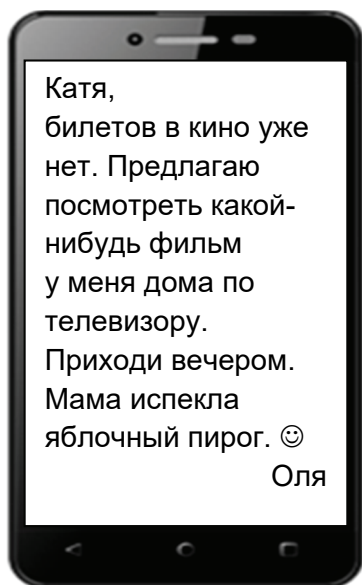 Катя,
билетов в кино уже
нет. Предлагаю
посмотреть какой-
нибудь фильм
у меня дома по
телевизору.
Приходи вечером.
Мама испекла
яблочный пирог. ☺
Оля